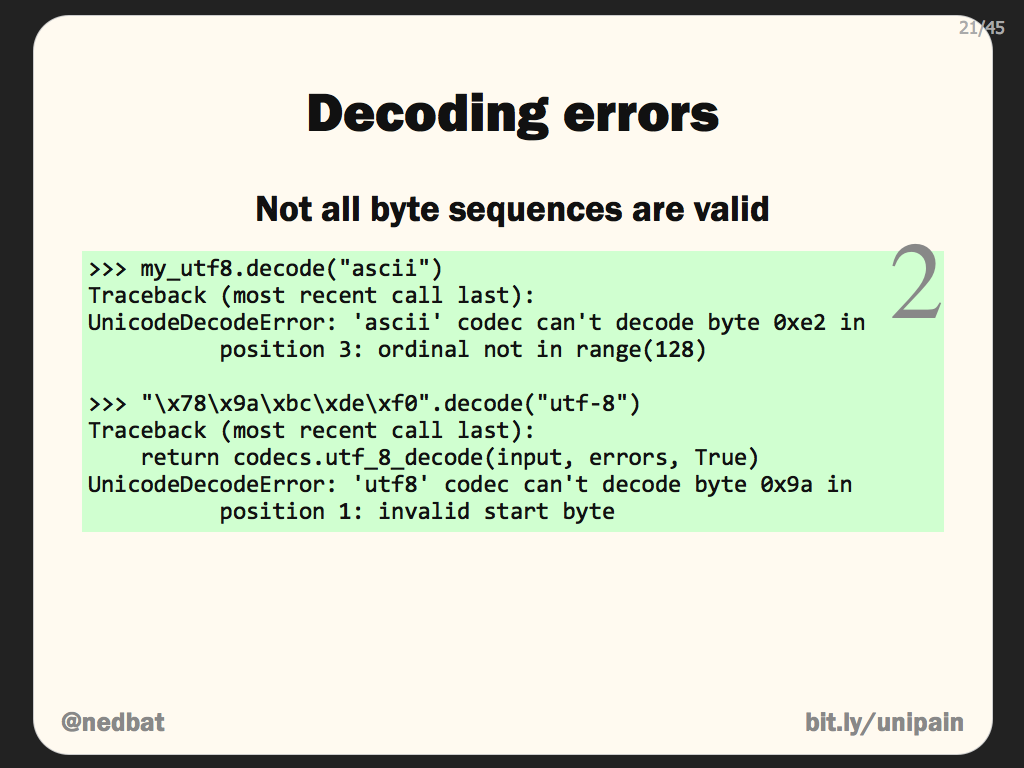 21/45
Decoding errors
Not all byte sequences are valid
2
>>> my_utf8.decode("ascii")
Traceback (most recent call last):
UnicodeDecodeError: 'ascii' codec can't decode byte 0xe2 in
          position 3: ordinal not in range(128)

>>> "\x78\x9a\xbc\xde\xf0".decode("utf-8")
Traceback (most recent call last):
    return codecs.utf_8_decode(input, errors, True)
UnicodeDecodeError: 'utf8' codec can't decode byte 0x9a in
          position 1: invalid start byte
@nedbat
bit.ly/unipain